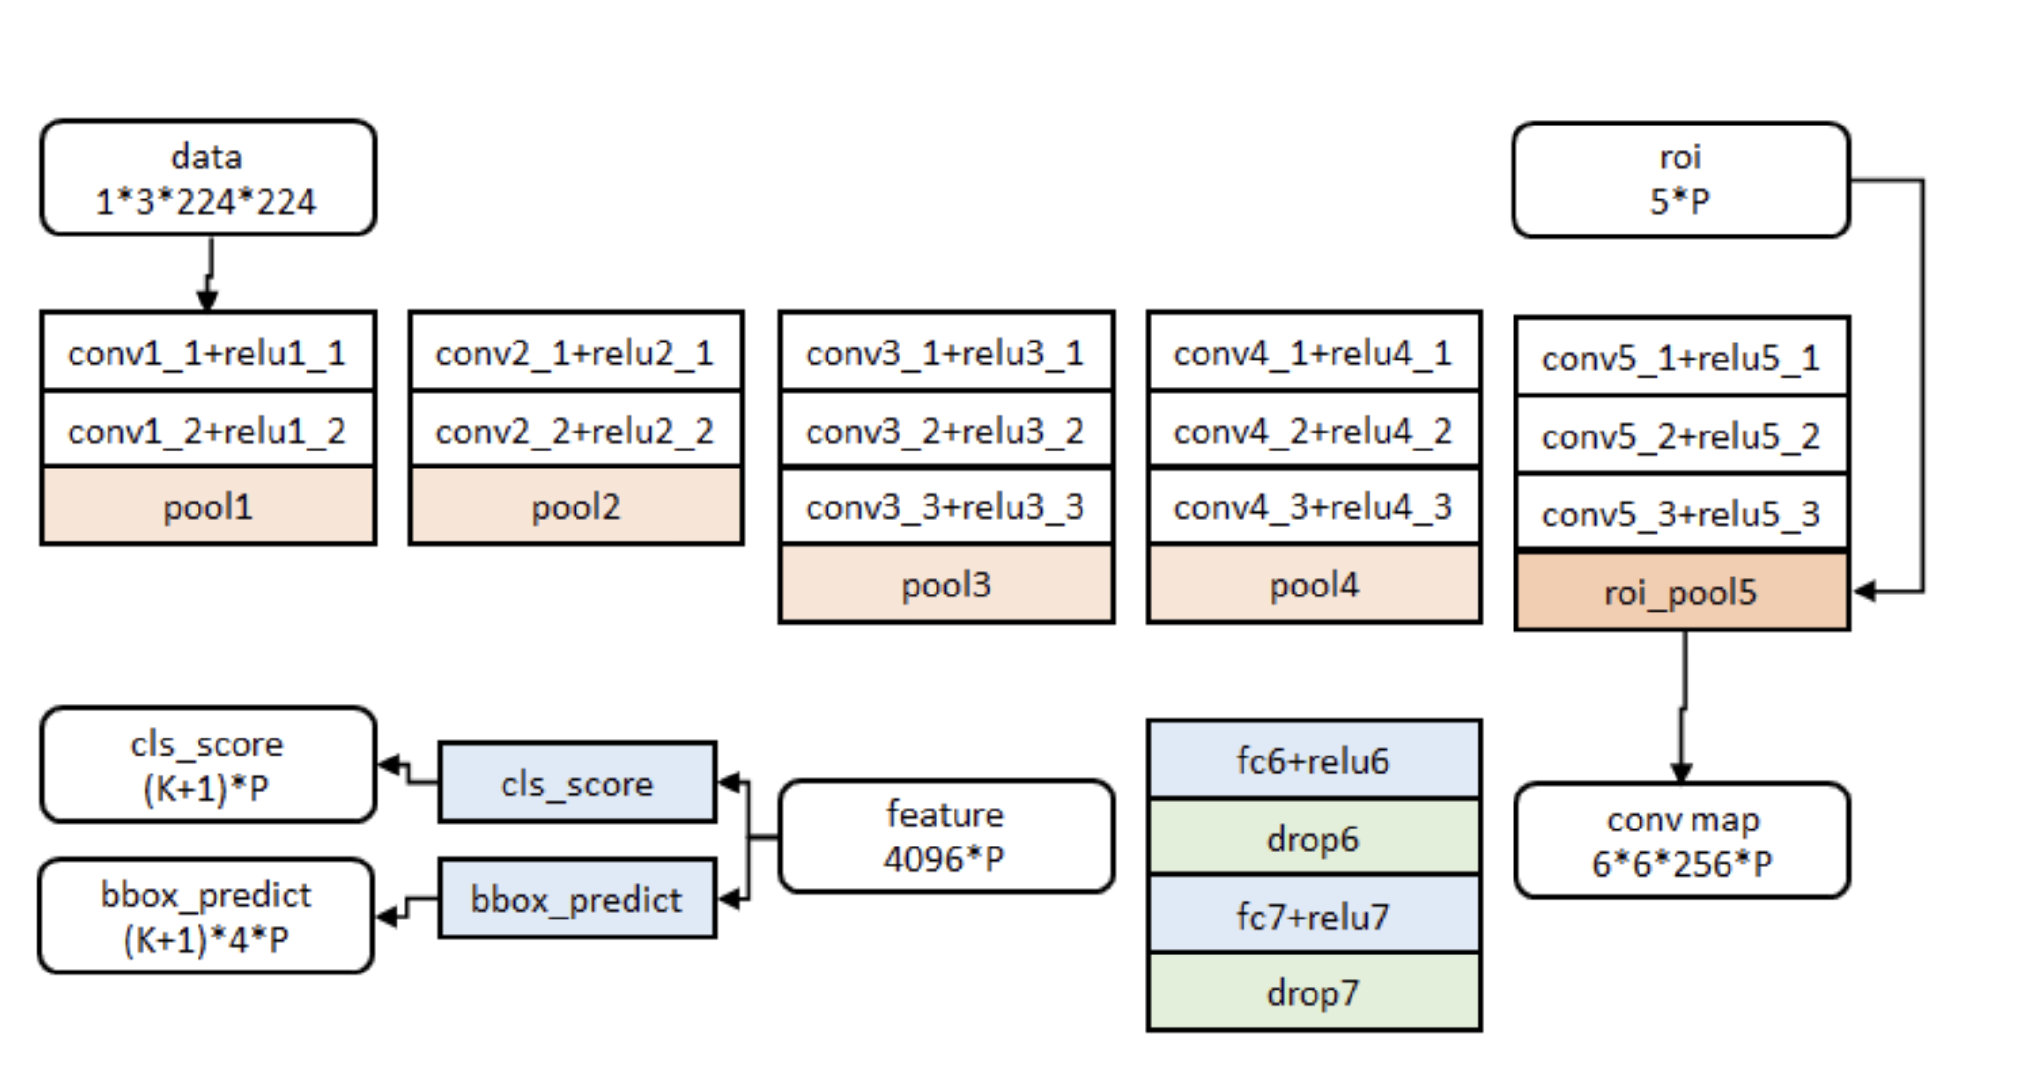 data
1*3*224*224
roi
5*P
conv1_1+relu1_1
conv1_2+relu1_2
pool1
conv2_1+relu2_1
conv2_2+relu2_2
pool2
conv3_1+relu3_1
conv3_2+relu3_2
conv3_3+relu3_3
pool3
conv4_1+relu4_1
conv4_2+relu4_2
conv4_3+relu4_3
pool4
conv5_1+relu5_1
conv5_2+relu5_2
conv5_3+relu5_3
roi_pool5
cls_score
(K+1)*P
bbox_predict
(K+1)*4*P
cls_score
bbox_predict
feature
4096*P
fc6+relu6
drop6
fc7+relu7
drop7
conv map
6*6*256*P